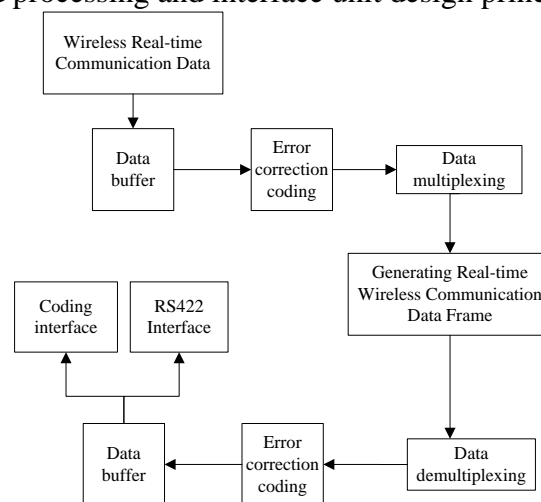 processing and interface unit design princ
Wireless Real-time
Communication Data
Data
buffer
Error
correction
coding
Data
multiplexing
Generating Real-time
Wireless Communication
Data Frame
Coding
interface
RS422
Interface
Data
buffer
Error
correction
coding
Data
demultiplexing